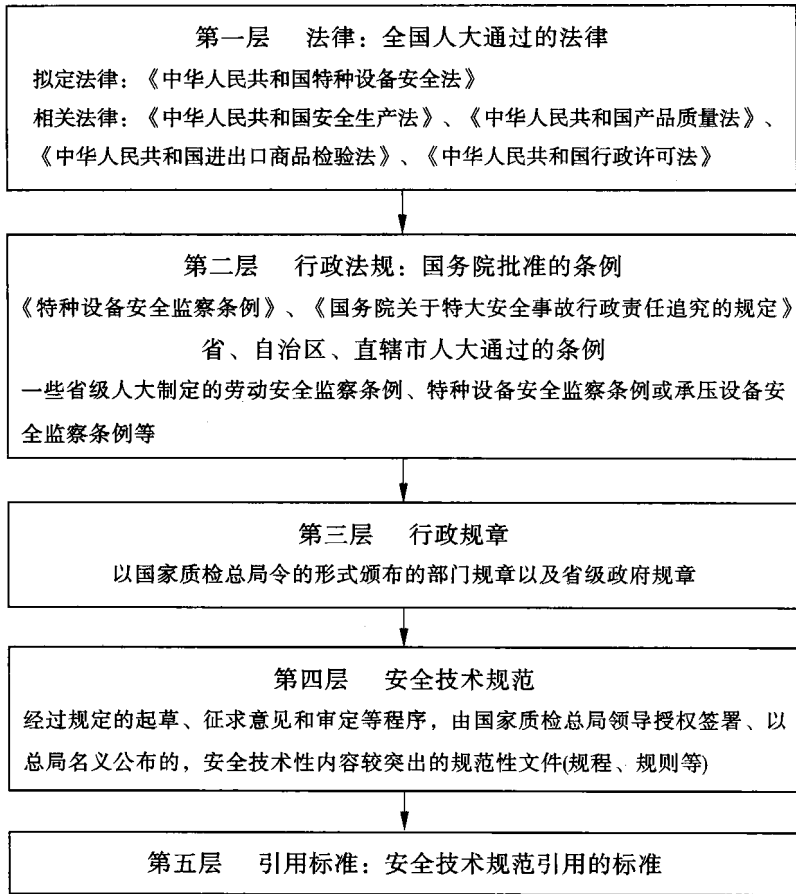 第一层 法律：全国人大通过的法律
拟定法律：《中华人民共和国特种设备安全法》
相关法律：《中华人民共和国安全生产法》、《中华人民共和国产品质量法》、
《中华人民共和国进出口商品检验法》、《中华人民共和国行政许可法》
第二层 行政法规：国务院批准的条例
《特种设备安全监察条例》、《国务院关于特大安全事故行政责任追究的规定》
省、自治区、直辖市人大通过的条例
一些省级人大制定的劳动安全监察条例、特种设备安全监察条例或承压设备安
全监察条例等
第三层 行政规章
以国家质检总局令的形式颁布的部门规章以及省级政府规章
第四层 安全技术规范
经过规定的起草、征求意见和审定等程序，由国家质检总局领导授权签署、以
总局名义公布的，安全技术性内容较突出的规范性文件(规程、规则等)
第五层 引用标准：安全技术规范引用的标准